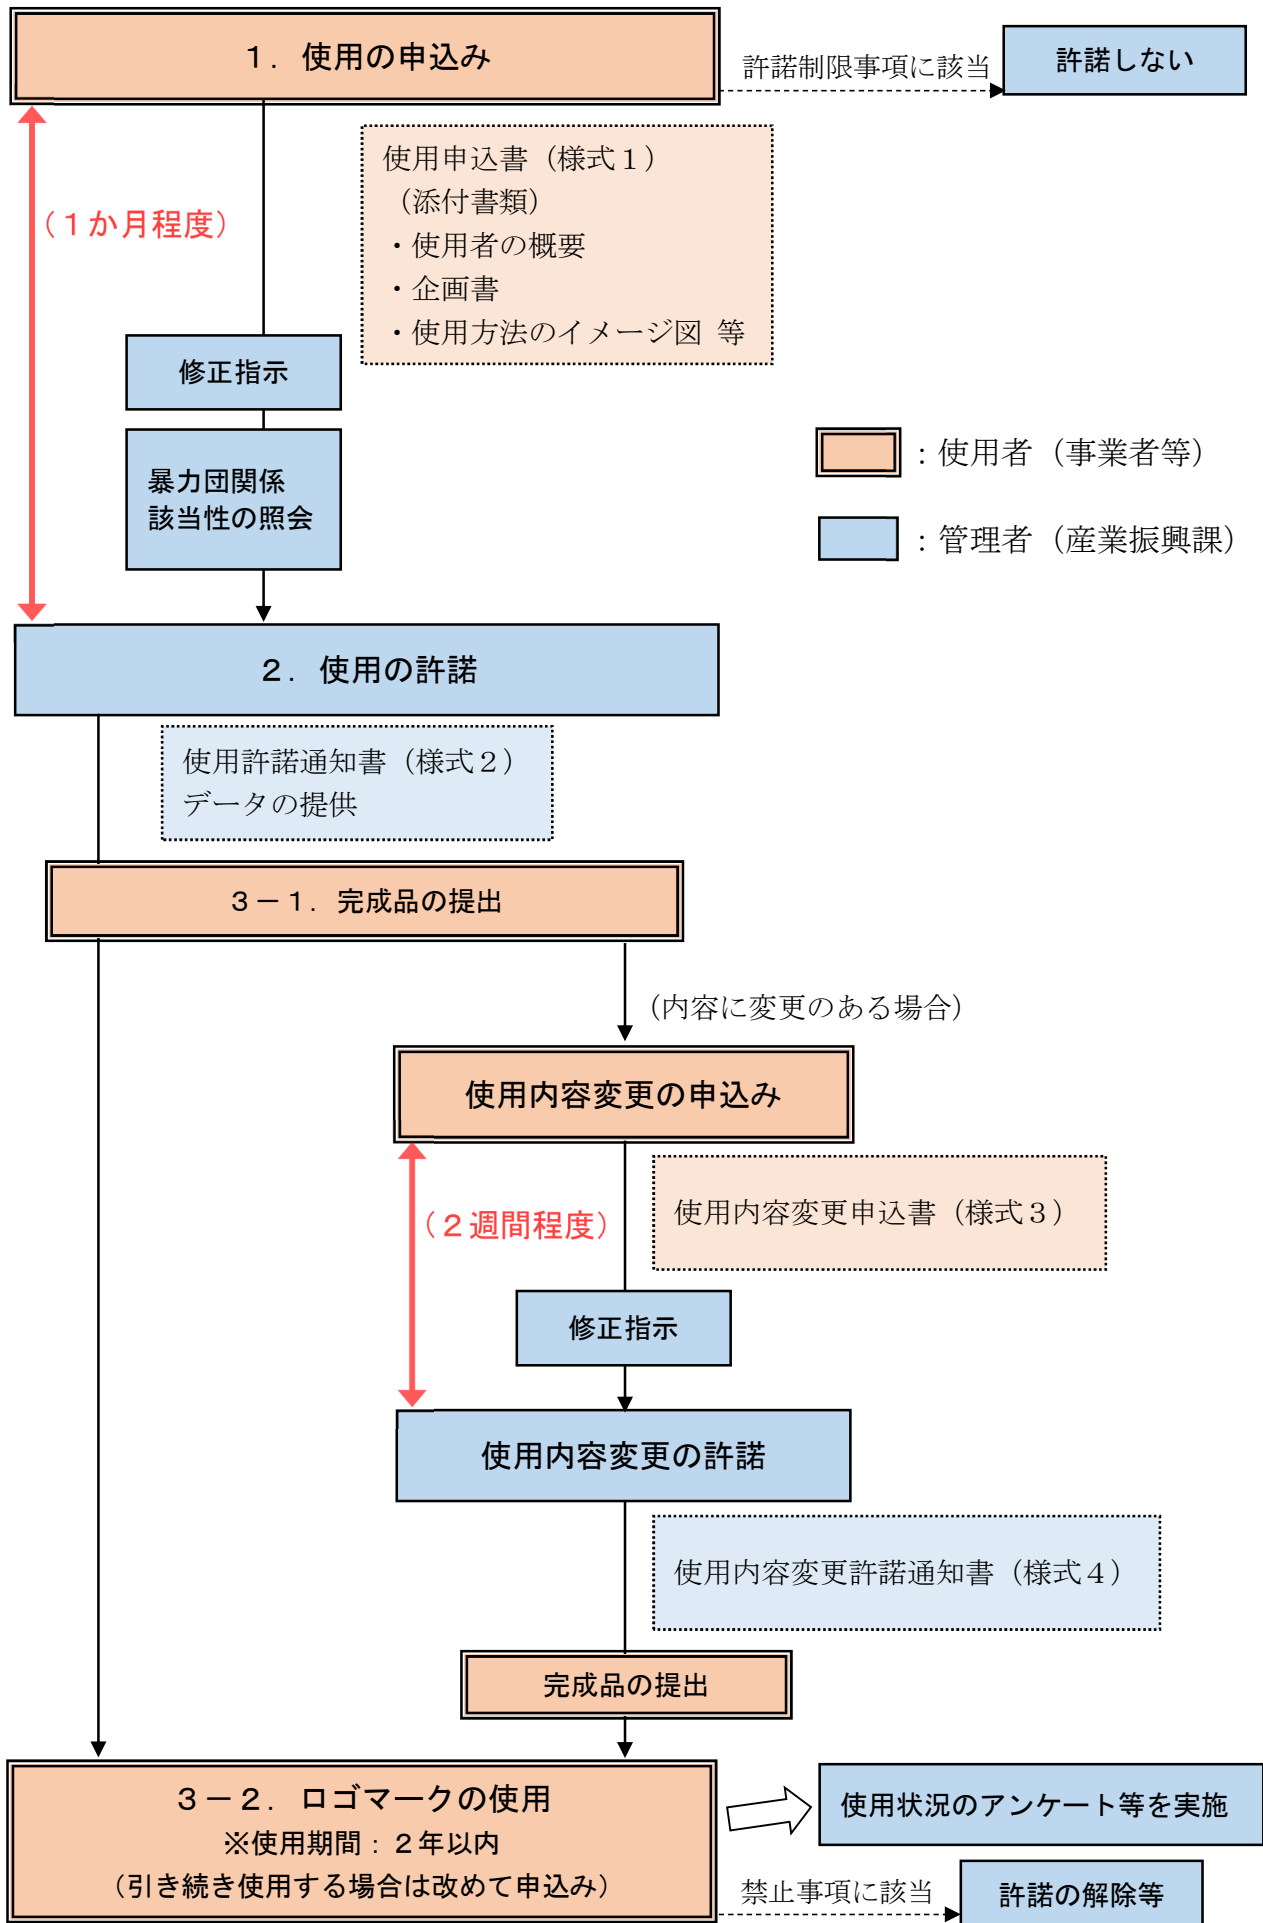 １．使用の申込み
許諾制限事項に該当
許諾しない
使用申込書（様式１）
（添付書類）
・使用者の概要
・企画書
・使用方法のイメージ図 等
（１か月程度）
修正指示
暴力団関係
該当性の照会
：使用者（事業者等）
：管理者（産業振興課）
２．使用の許諾
使用許諾通知書（様式２）
データの提供
３－１．完成品の提出
（内容に変更のある場合）
使用内容変更の申込み
（２週間程度）
使用内容変更申込書（様式３）
修正指示
使用内容変更の許諾
使用内容変更許諾通知書（様式４）
完成品の提出
３－２．ロゴマークの使用
※使用期間：２年以内
（引き続き使用する場合は改めて申込み）
使用状況のアンケート等を実施
禁止事項に該当
許諾の解除等